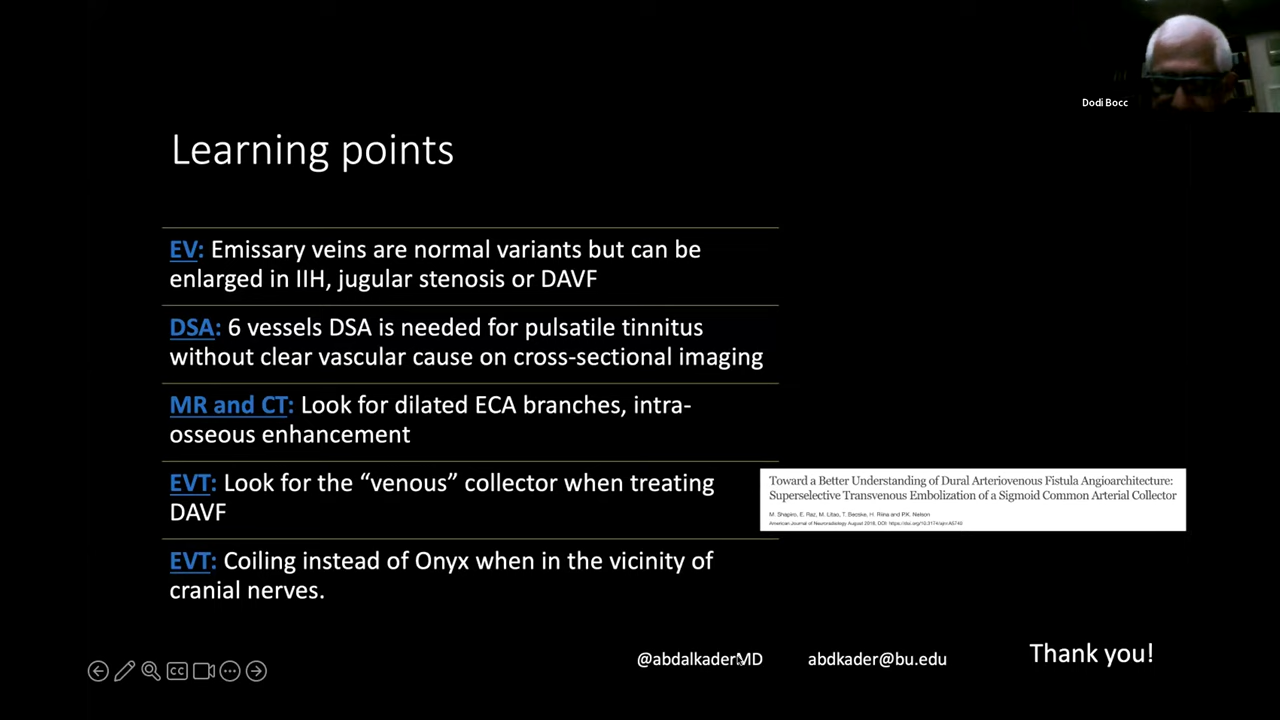 Dodi Bocc
Learning points
EV: Emissary veins are normal variants but can be
enlarged in IIH, jugular stenosis or DAVF
DSA: 6 vessels DSA is needed for pulsatile tinnitus
without clear vascular cause on cross-sectional imaging
MR and CT: Look for dilated ECA branches, intra-
osseous enhancement
EVT: Look for the “venous” collector when treating
DAVF
Toward a Better Understanding of Dural Arteriovenous Fistula Angioarchitecture:
Superselective Transvenous Embolization of a Sigmoid Common Arterial Collector
M. Shapiro, E. Raz, M. Litao, T. Becske, H. Riina and P.K. Nelson
American Journal of Neuroradiology August 2018, DOI: https://doi.org/10.3174/ajnr.A5740
EVT: Coiling instead of Onyx when in the vicinity of
cranial nerves.
CC
@abdalkaderMD
abdkader@bu.edu
Thank you!